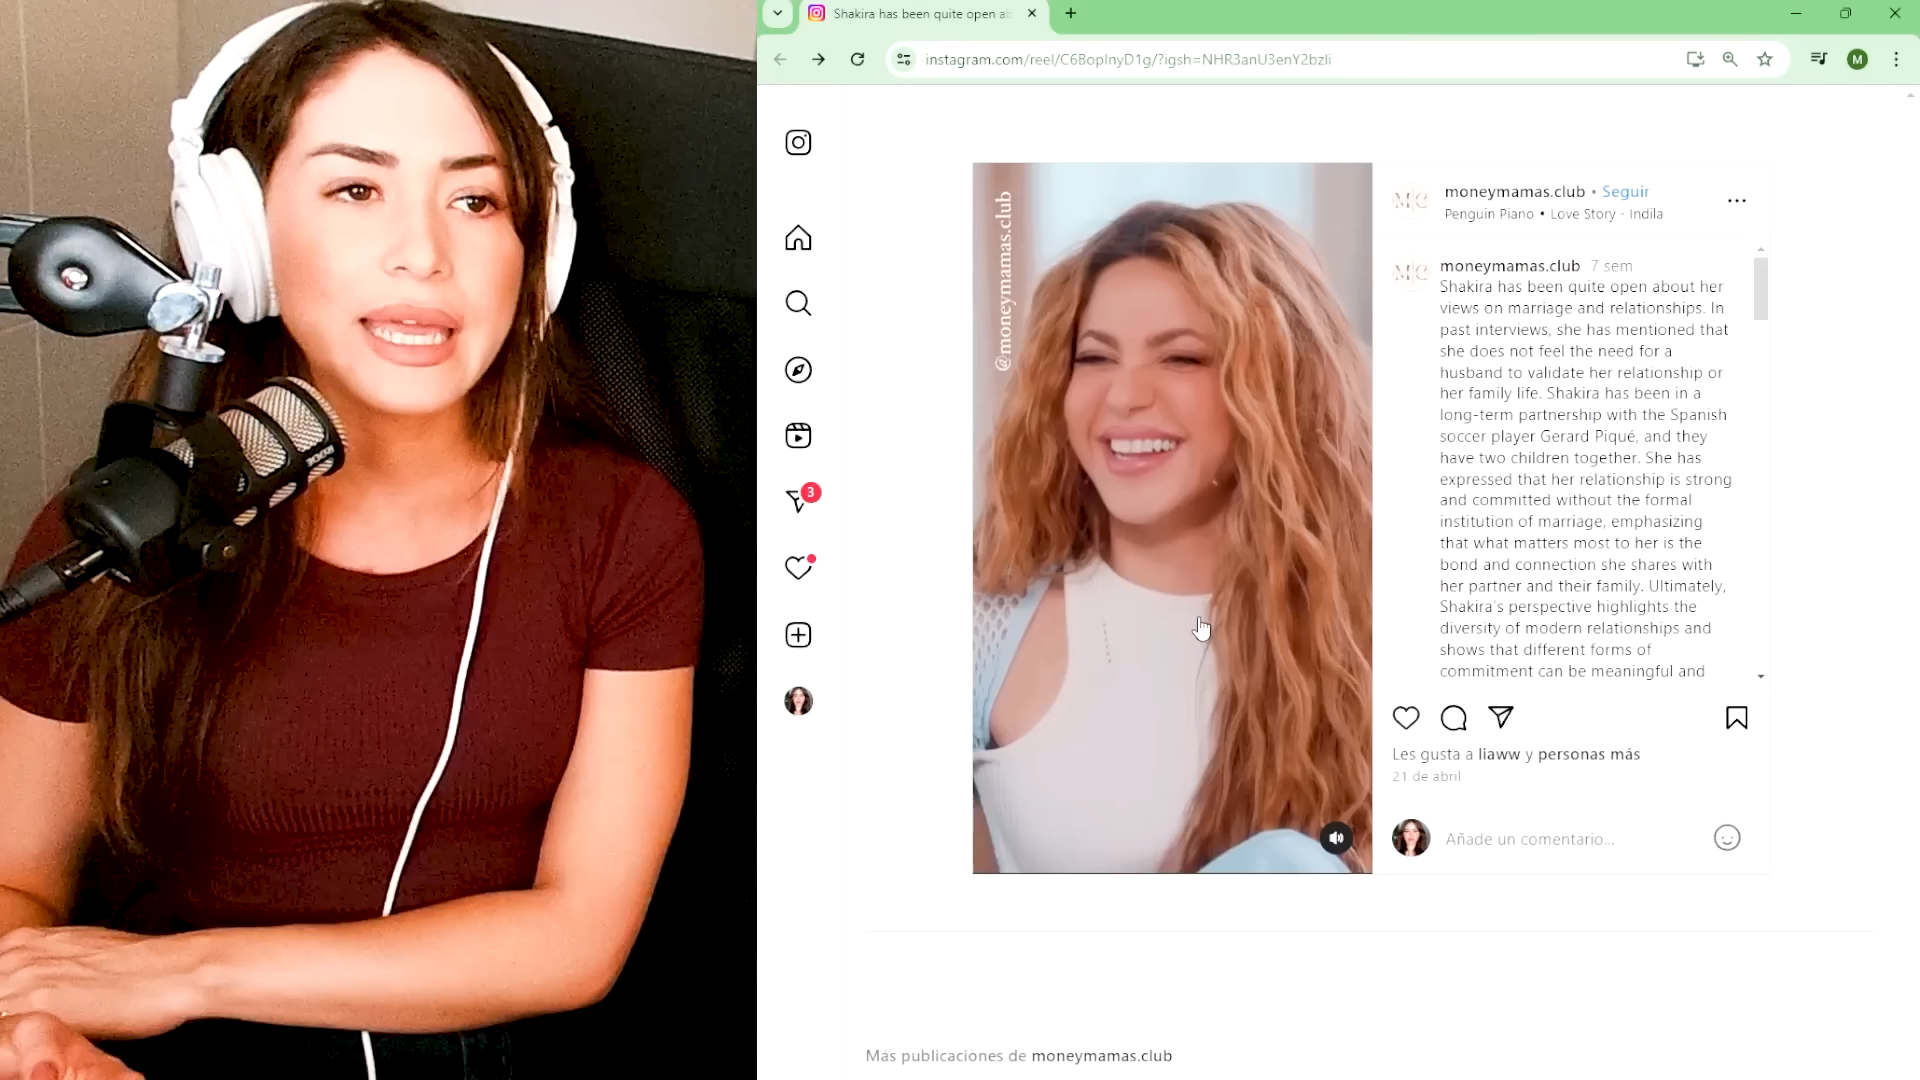 Shakira has been quite open ab
instagram.com/reel/C6BopInyD1g/?igsh=NHR3anU3enY2bzli
M
3
RODE
@moneymamas.club
moneymamas.club • Seguir
Penguin Piano • Love Story - Indila
moneymamas.club 7 sem
Shakira has been quite open about her
views on marriage and relationships. In
past interviews, she has mentioned that
she does not feel the need for a
husband to validate her relationship or
her family life. Shakira has been in a
long-term partnership with the Spanish
soccer player Gerard Piqué, and they
have two children together. She has
expressed that her relationship is strong
and committed without the formal
institution of marriage, emphasizing
that what matters most to her is the
bond and connection she shares with
her partner and their family. Ultimately,
Shakira's perspective highlights the
diversity of modern relationships and
shows that different forms of
commitment can be meaningful and
Les gusta a liaww y personas más
21 de abril
Añade un comentario...
Más publicaciones de moneymamas.club